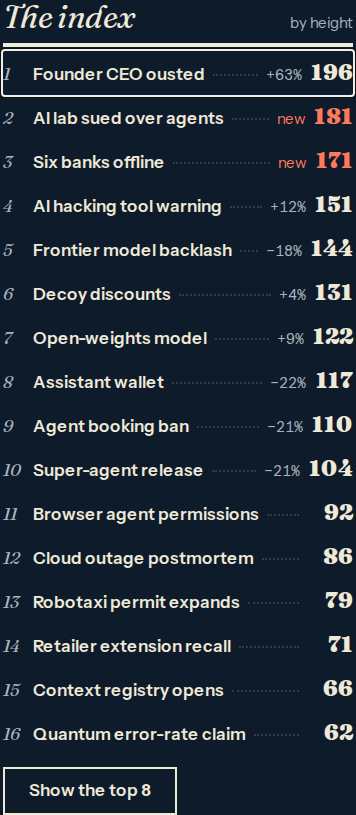 The index by height
1 Founder CEO ousted +63% 196
2 AI lab sued over agents new 181
3 Six banks offline new 171
4 AI hacking tool warning +12% 151
5 Frontier model backlash −18% 144
6 Decoy discounts +4% 131
7 Open-weights model +9% 122
8 Assistant wallet −22% 117
9 Agent booking ban −21% 110
10 Super-agent release −21% 104
11 Browser agent permissions 92
12 Cloud outage postmortem 86
13 Robotaxi permit expands 79
14 Retailer extension recall 71
15 Context registry opens 66
16 Quantum error-rate claim 62
Show the top 8